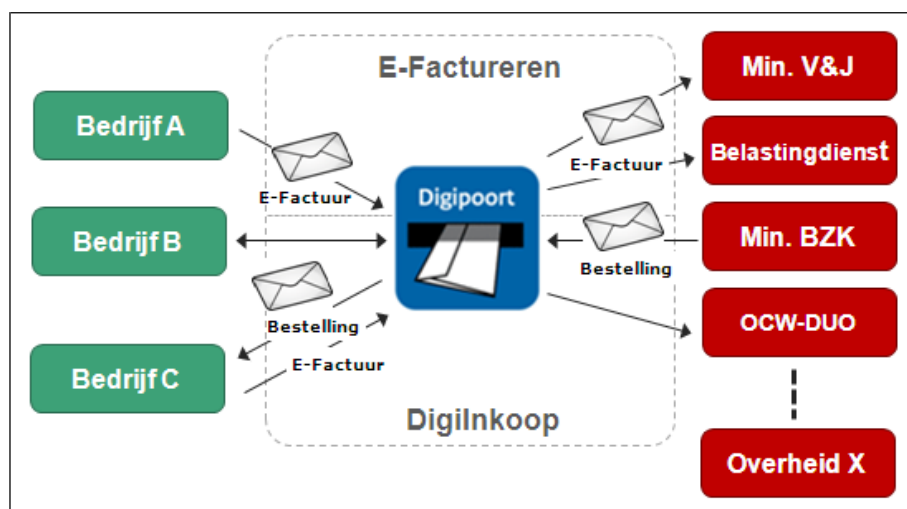 E-Factureren
Min. V&J
Bedrijf A
E-Factuur
E-Factuur
Belastingdienst
Digipoort
Bedrijf B
Min. BZK
Bestelling
Bestelling
OCW-DUO
E-Factuur
Bedrijf C
DigiInkoop
Overheid X